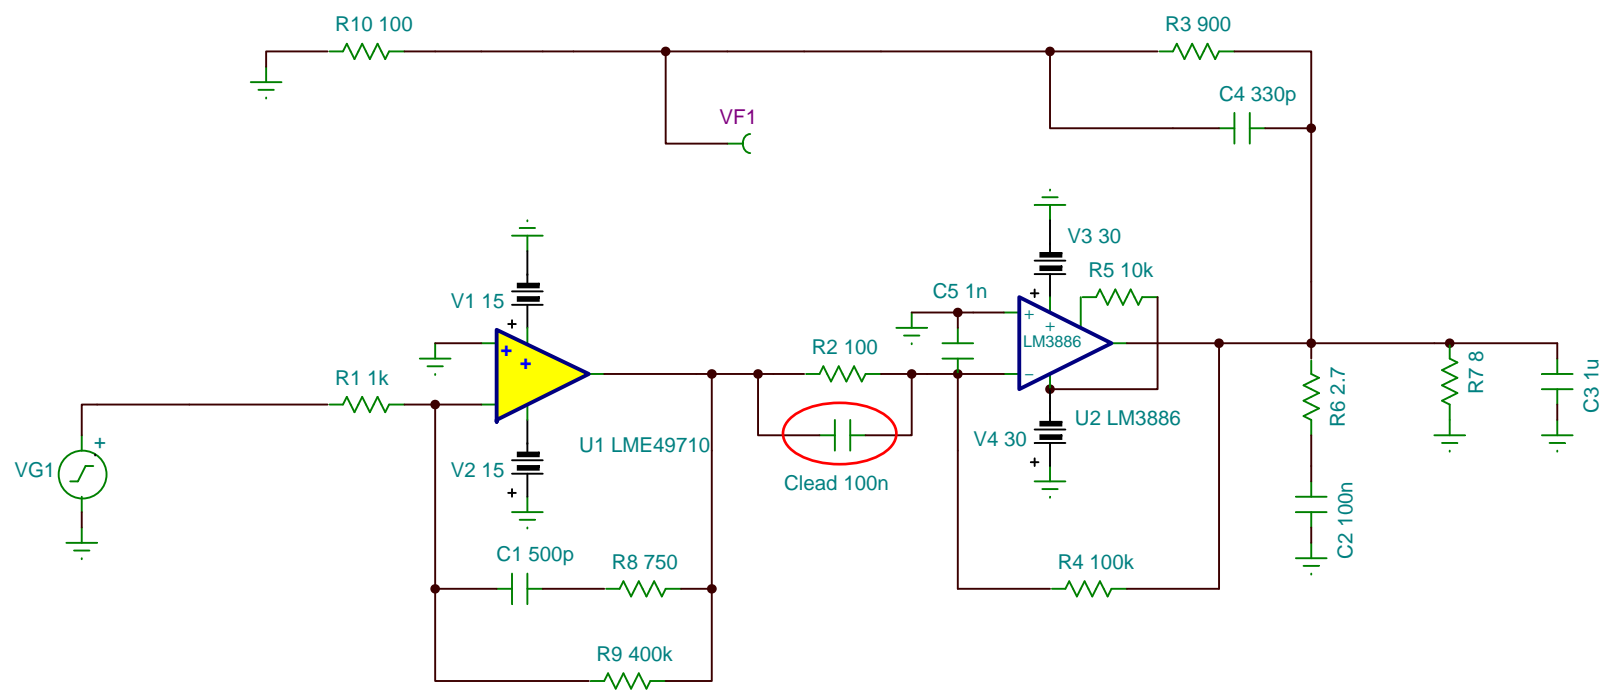 R10 100
R3 900
C4 330p
VF1
V3 30
R5 10k
C5 1n
V1 15
LM3886
R2 100
R1 1k
R7 8
C3 1u
R6 2.7
U2 LM3886
V4 30
U1 LME49710
VG1
V2 15
Clead 100n
C2 100n
C1 500p
R8 750
R4 100k
R9 400k